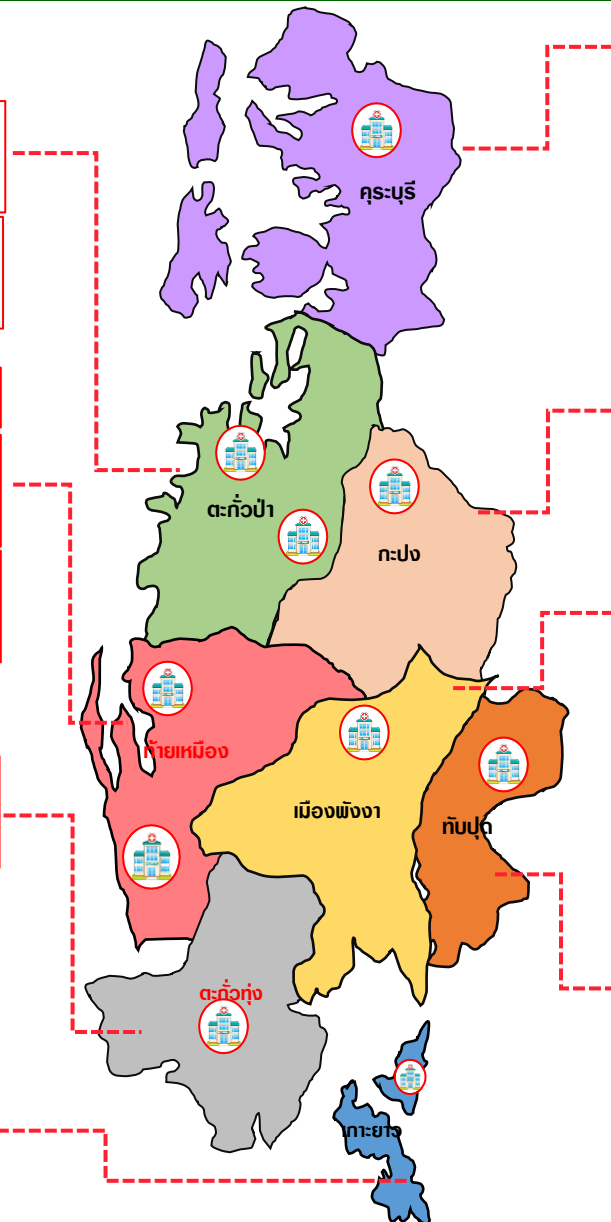 คุระบุรี
ตะกั่วป่า
กะปง
ท้ายเหมือง
เมืองพังงา
ทับปุด
ตะกั่วทุ่ง
เกาะยาว